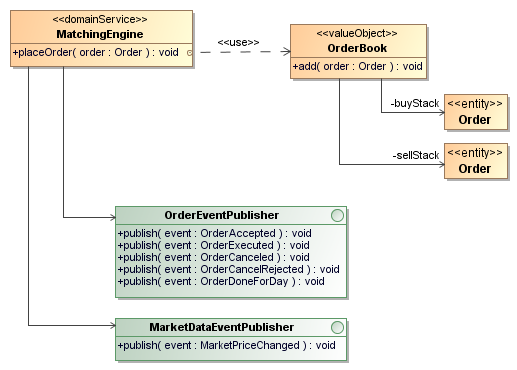 <<domainService>>
MatchingEngine
+placeOrder( order : Order ) : void
<<use>>
<<valueObject>>
OrderBook
+add( order : Order ) : void
-buyStack
<<entity>>
Order
-sellStack
<<entity>>
Order
OrderEventPublisher
+publish( event : OrderAccepted ) : void
+publish( event : OrderExecuted ) : void
+publish( event : OrderCanceled ) : void
+publish( event : OrderCancelRejected ) : void
+publish( event : OrderDoneForDay ) : void
MarketDataEventPublisher
+publish( event : MarketPriceChanged ) : void